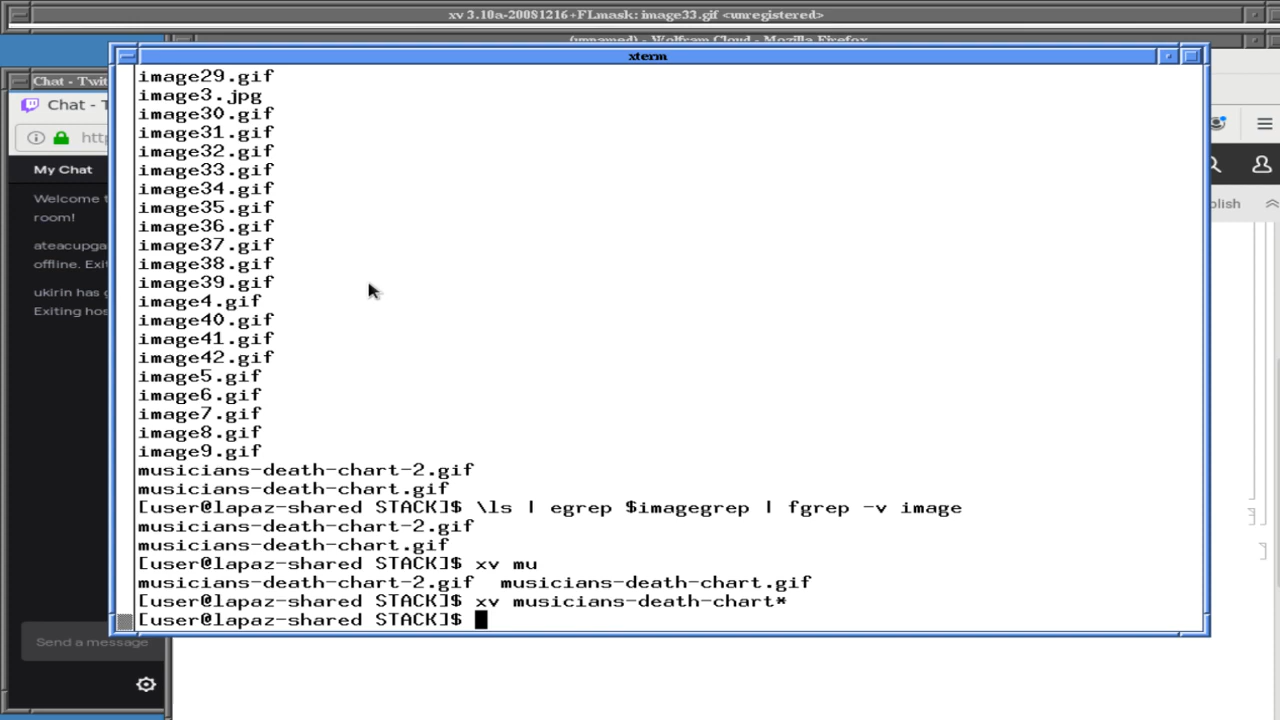 xv 3.10a-20081216+FLmask: image33.gif <unregistered>
(unnamed) - Wolfram Cloud - Mozilla Firefox
xterm
Chat - Twit
Chat - T
My Chat
Welcome
room!
offline.
ukirin has
Exiting
Send a message
image29.gif
image3.jpg
image30.gif
image31.gif
image32.gif
image33.gif
image34.gif
image35.gif
image36.gif
image37.gif
image38.gif
image39.gif
image4.gif
image40.gif
image41.gif
image42.gif
image5.gif
image6.gif
image7.gif
image8.gif
image9.gif
musicians-death-chart-2.gif
musicians-death-chart.gif
[user@lapaz-shared STACK]$ \ls | egrep $imagegrep | fgrep -v image
musicians-death-chart-2.gif
musicians-death-chart.gif
[user@lapaz-shared STACK]$ xv mu
musicians-death-chart-2.gif  musicians-death-chart.gif
[user@lapaz-shared STACK]$ xv musicians-death-chart*
[user@lapaz-shared STACK]$